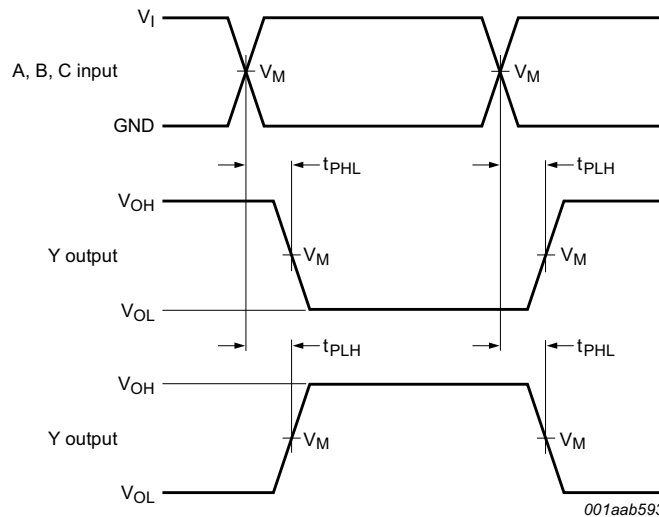 VI
A, B, C input
VM
VM
GND
tPHL
tPLH
VOH
Y output
VM
VM
VOL
tPLH
tPHL
VOH
Y output
VM
VM
VOL
001aab593